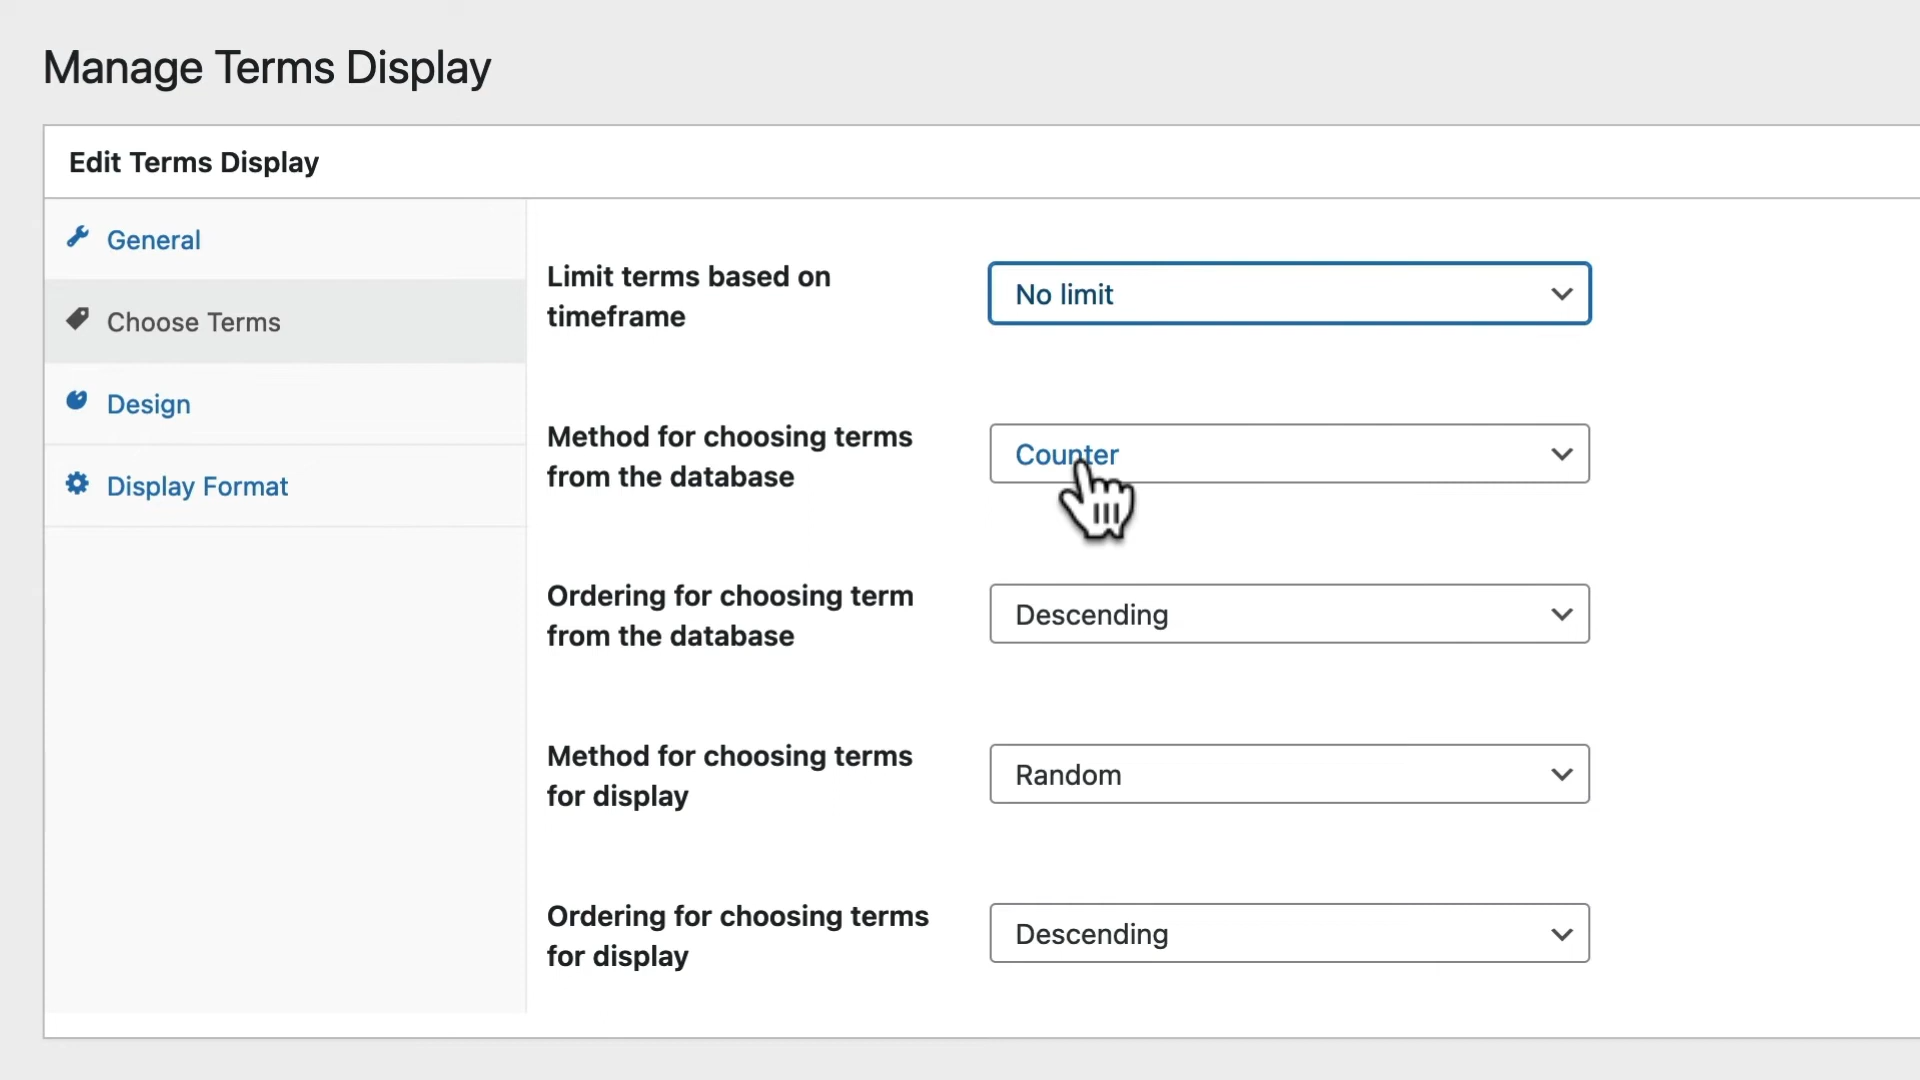 Manage Terms Display
Edit Terms Display
General
Choose Terms
Design
Display Format
Limit terms based on
timeframe
No limit
Method for choosing terms
from the database
Counter
Ordering for choosing term
from the database
Descending
Method for choosing terms
for display
Random
Ordering for choosing terms
for display
Descending